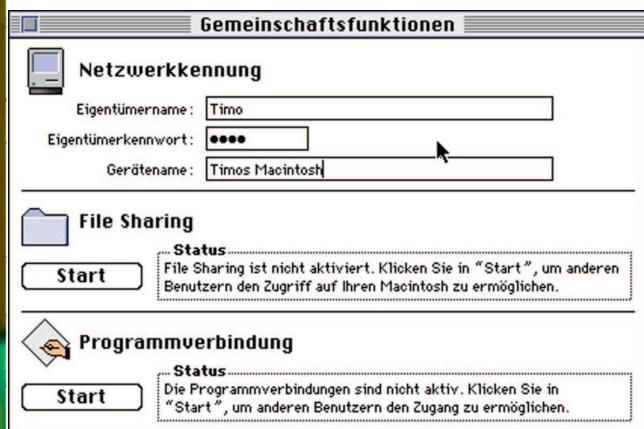 Gemeinschaftsfunktionen
Netzwerkkennung
Eigentümername: Timo
Eigentümerkennwort: ●●●●
Gerätename: Timos Macintosh
File Sharing
Status
Start
File Sharing ist nicht aktiviert. Klicken Sie in "Start", um anderen
Benutzern den Zugriff auf Ihren Macintosh zu ermöglichen.
Programmverbindung
Status
Start
Die Programmverbindungen sind nicht aktiv. Klicken Sie in
"Start", um anderen Benutzern den Zugang zu ermöglichen.